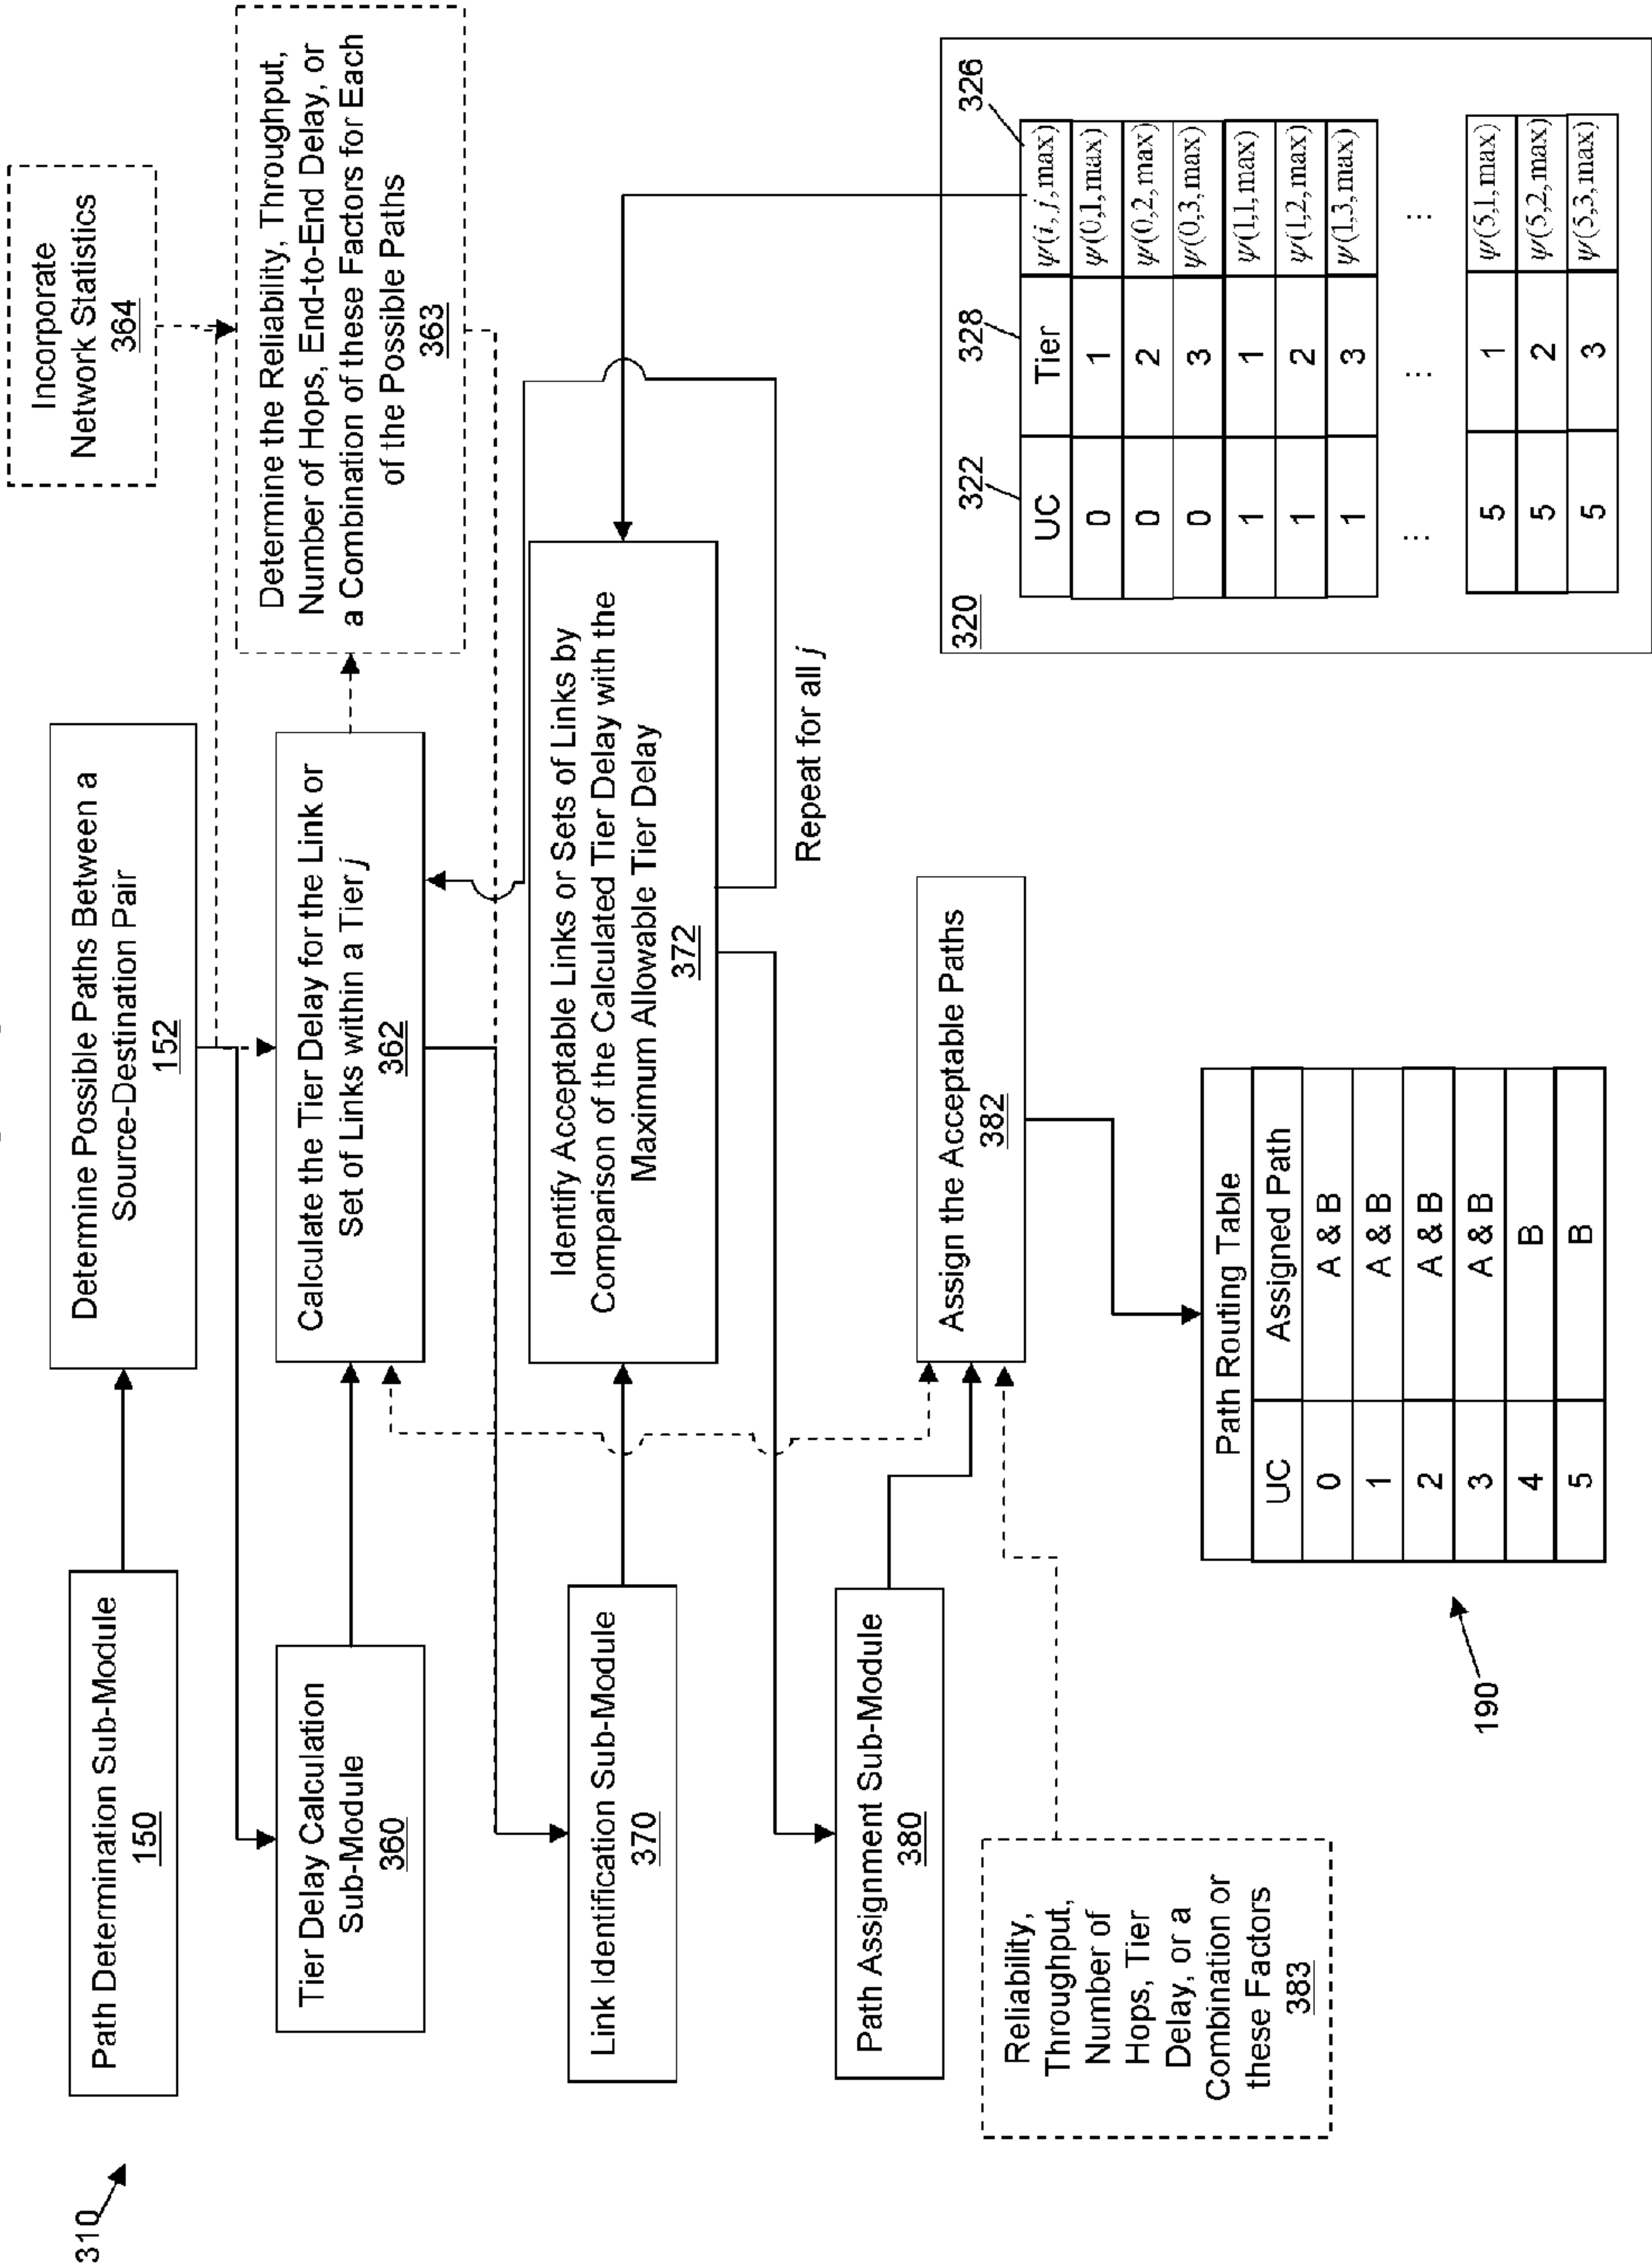 310
Path Determination Sub-Module
150
Determine Possible Paths Between a
Source-Destination Pair
152
Incorporate
Network Statistics
364
Tier Delay Calculation
Sub-Module
360
Calculate the Tier Delay for the Link or
Set of Links within a Tier j
362
Determine the Reliability, Throughput,
Number of Hops, End-to-End Delay, or
a Combination of these Factors for Each
of the Possible Paths
363
Link Identification Sub-Module
370
Identify Acceptable Links or Sets of Links by
Comparison of the Calculated Tier Delay with the
Maximum Allowable Tier Delay
372
Repeat for all j
Path Assignment Sub-Module
380
Assign the Acceptable Paths
382
Reliability,
Throughput,
Number of
Hops, Tier
Delay, or a
Combination or
these Factors
383
190
Path Routing Table
UC Assigned Path
0 A & B
1 A & B
2 A & B
3 A & B
4 B
5 B
320
322 328 326
UC Tier ψ(i, j, max)
0 1 ψ(0,1,max)
0 2 ψ(0,2,max)
0 3 ψ(0,3,max)
1 1 ψ(1,1,max)
1 2 ψ(1,2,max)
1 3 ψ(1,3,max)
... ... ...
5 1 ψ(5,1,max)
5 2 ψ(5,2,max)
5 3 ψ(5,3,max)